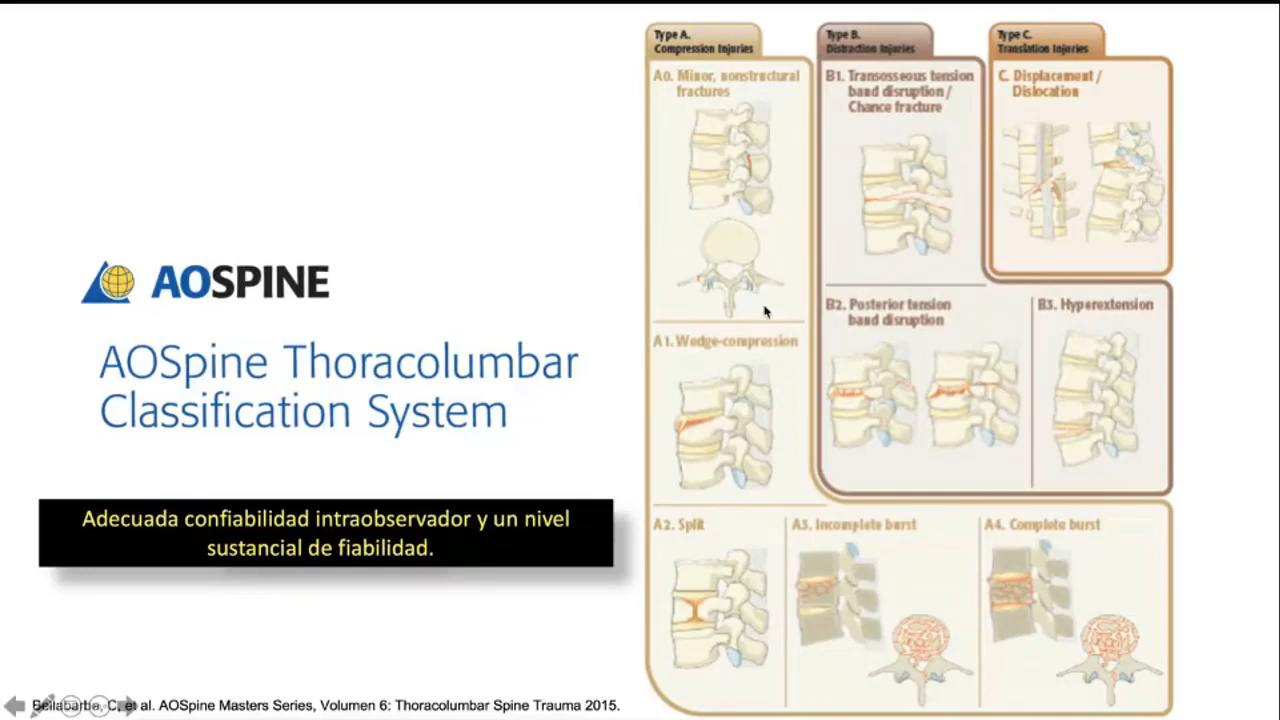 AOSPINE
AOSpine Thoracolumbar
Classification System
Adecuada confiabilidad intraobservador y un nivel
sustancial de fiabilidad.
Type A.
Compression Injuries
A0. Minor, nonstructural
fractures
A1. Wedge-compression
Type B.
Distraction Injuries
B1. Transosseous tension
band disruption /
Chance fracture
Type C.
Translation Injuries
C. Displacement /
Dislocation
B2. Posterior tension
band disruption
B3. Hyperextension
A2. Split
A3. Incomplete burst
A4. Complete burst
Bellabarba, C, et al. AOSpine Masters Series, Volumen 6: Thoracolumbar Spine Trauma 2015.